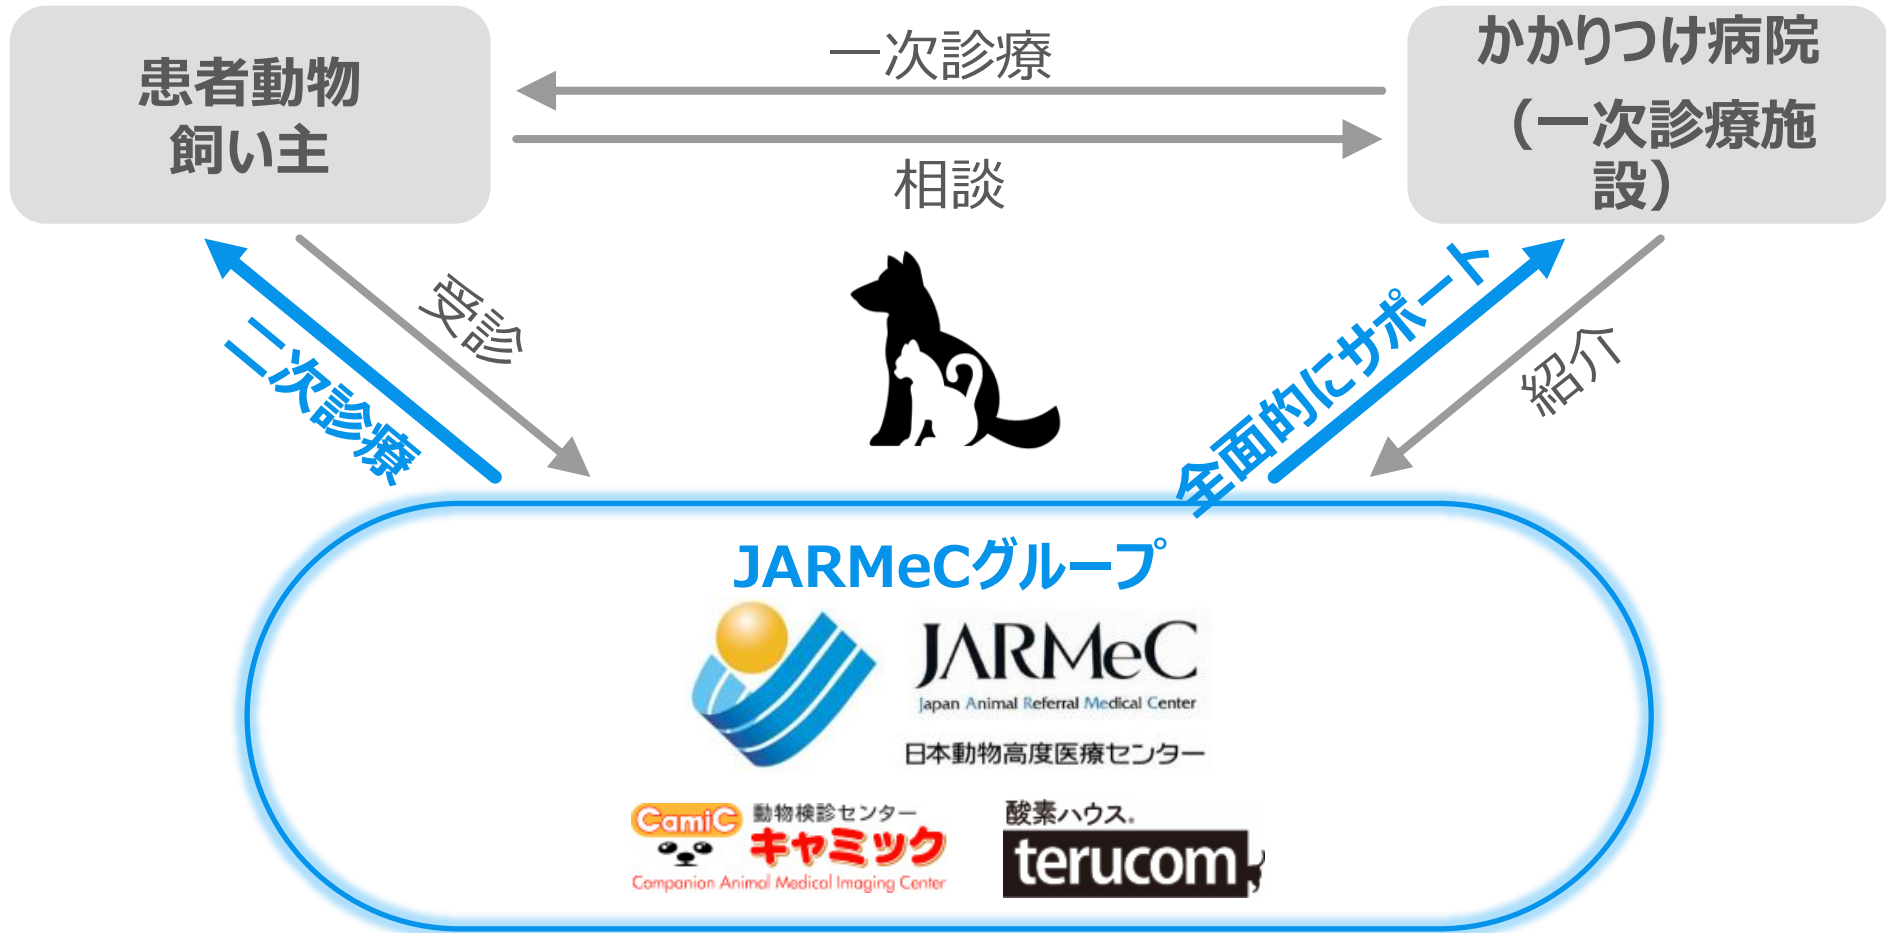 患者動物
飼い主
一次診療
相談
かかりつけ病院
（一次診療施
設）
二次診療
受診
全面的にサポート
紹介
JARMeCグループ
JARMeC
Japan Animal Referral Medical Center
日本動物高度医療センター
CamiC
動物検診センター
キャミック
Companion Animal Medical Imaging Center
酸素ハウス®
terucom